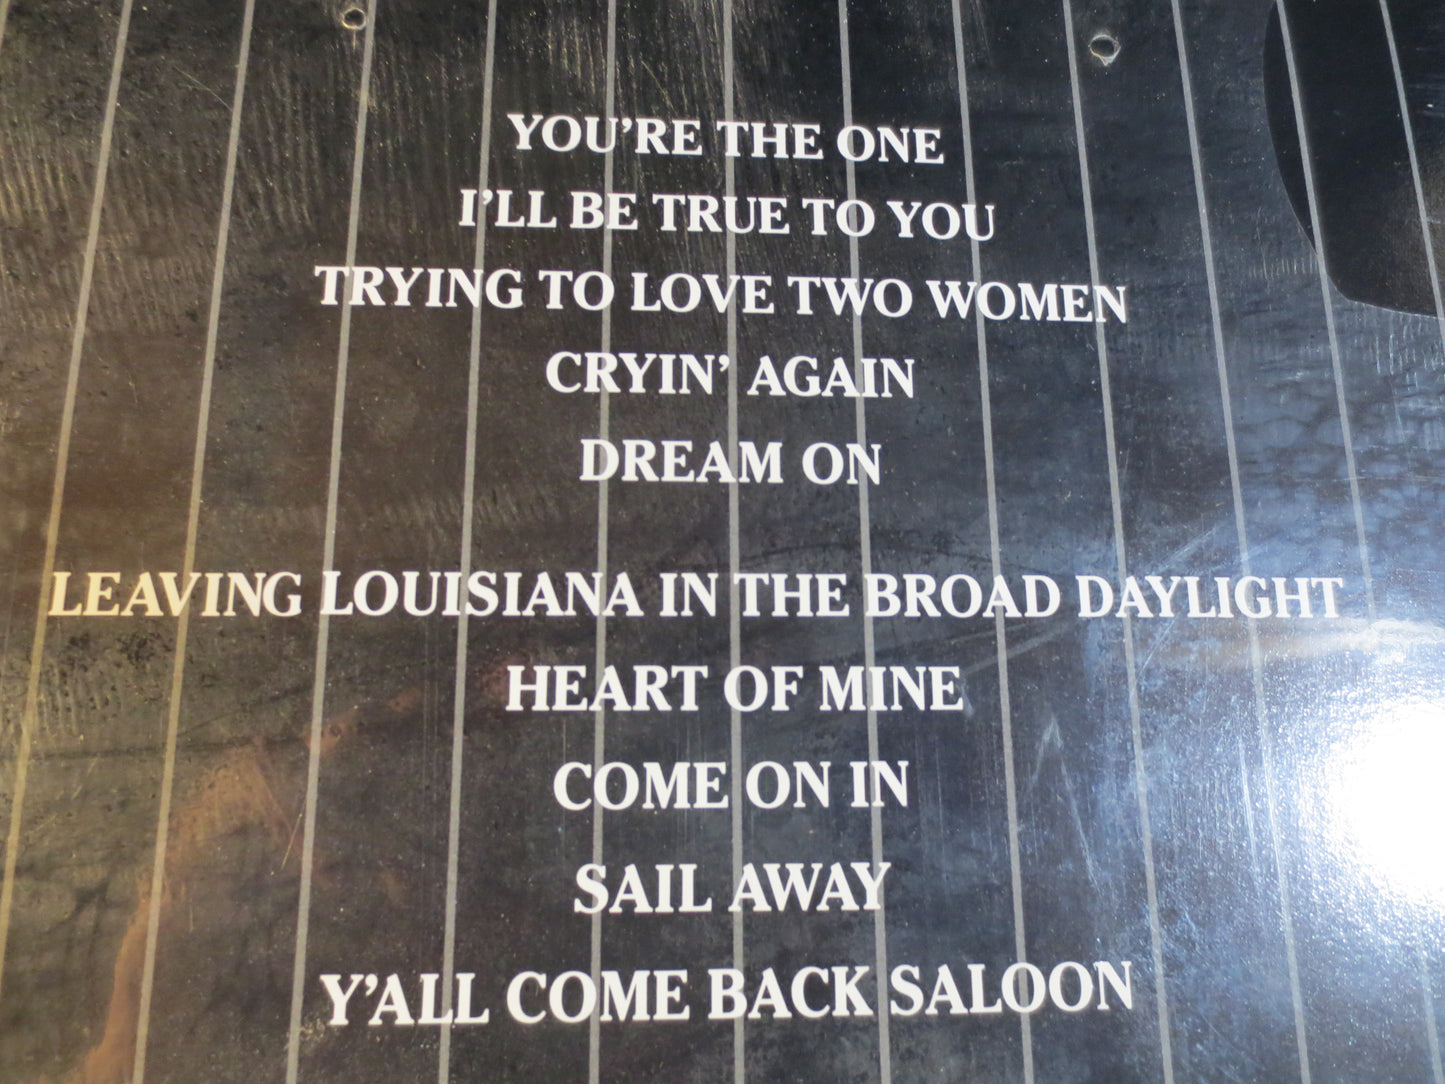 YOU'RE THE ONE
I'LL BE TRUE TO YOU
TRYING TO LOVE TWO WOMEN
CRYIN' AGAIN
DREAM ON
LEAVING LOUISIANA IN THE BROAD DAYLIGHT
HEART OF MINE
COME ON IN
SAIL AWAY
Y'ALL COME BACK SALOON